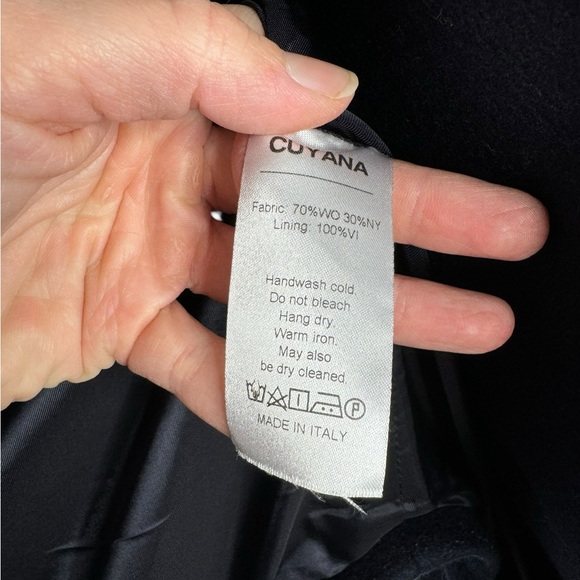 CUYANA
Fabric: 70%WO 30%NY
Lining: 100%VI
Handwash cold.
Do not bleach
Hang dry.
Warm iron.
May also
be dry cleaned.
P
MADE IN ITALY